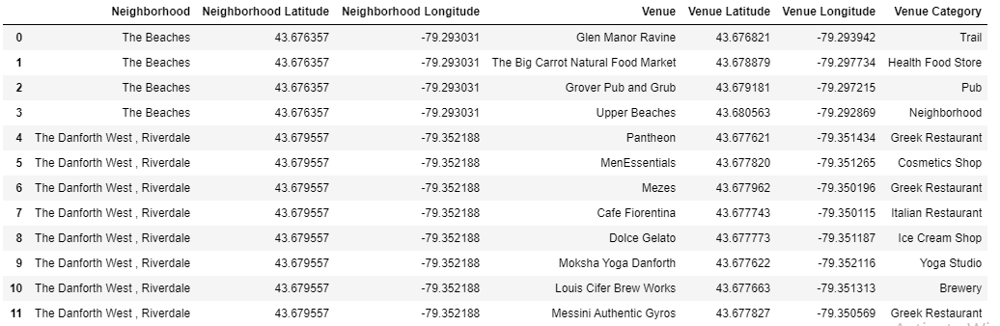 Neighborhood Neighborhood Latitude Neighborhood Longitude Venue Venue Latitude Venue Longitude Venue Category
0 The Beaches 43.676357 -79.293031 Glen Manor Ravine 43.676821 -79.293942 Trail
1 The Beaches 43.676357 -79.293031 The Big Carrot Natural Food Market 43.678879 -79.297734 Health Food Store
2 The Beaches 43.676357 -79.293031 Grover Pub and Grub 43.679181 -79.297215 Pub
3 The Beaches 43.676357 -79.293031 Upper Beaches 43.680563 -79.292869 Neighborhood
4 The Danforth West , Riverdale 43.679557 -79.352188 Pantheon 43.677621 -79.351434 Greek Restaurant
5 The Danforth West , Riverdale 43.679557 -79.352188 MenEssentials 43.677820 -79.351265 Cosmetics Shop
6 The Danforth West , Riverdale 43.679557 -79.352188 Mezes 43.677962 -79.350196 Greek Restaurant
7 The Danforth West , Riverdale 43.679557 -79.352188 Cafe Fiorentina 43.677743 -79.350115 Italian Restaurant
8 The Danforth West , Riverdale 43.679557 -79.352188 Dolce Gelato 43.677773 -79.351187 Ice Cream Shop
9 The Danforth West , Riverdale 43.679557 -79.352188 Moksha Yoga Danforth 43.677622 -79.352116 Yoga Studio
10 The Danforth West , Riverdale 43.679557 -79.352188 Louis Cifer Brew Works 43.677663 -79.351313 Brewery
11 The Danforth West , Riverdale 43.679557 -79.352188 Messini Authentic Gyros 43.677827 -79.350569 Greek Restaurant